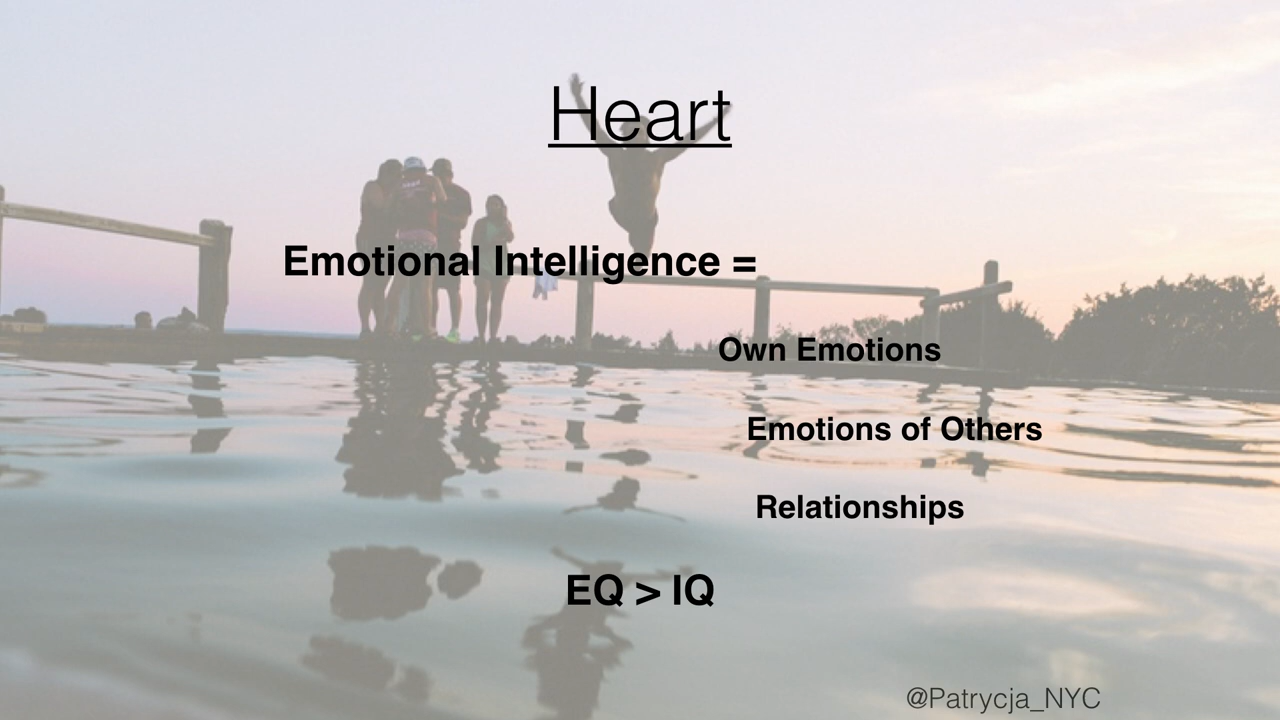 Heart
Emotional Intelligence =
Own Emotions
Emotions of Others
Relationships
EQ > IQ
@Patrycja_NYC